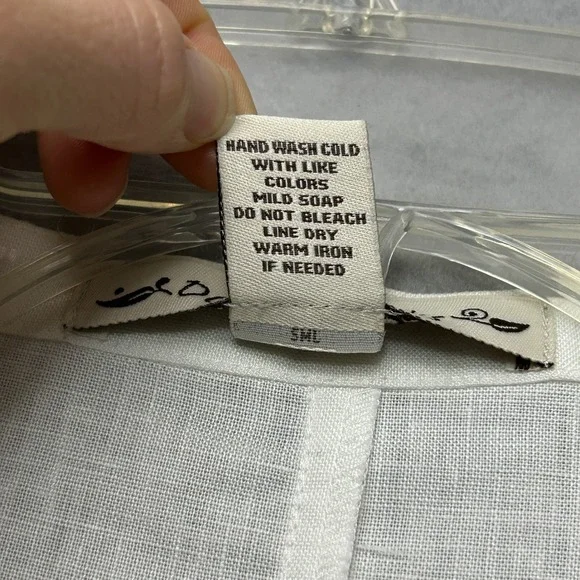 HAND WASH COLD
WITH LIKE
COLORS
MILD SOAP
DO NOT BLEACH
LINE DRY
WARM IRON
IF NEEDED
SML
M